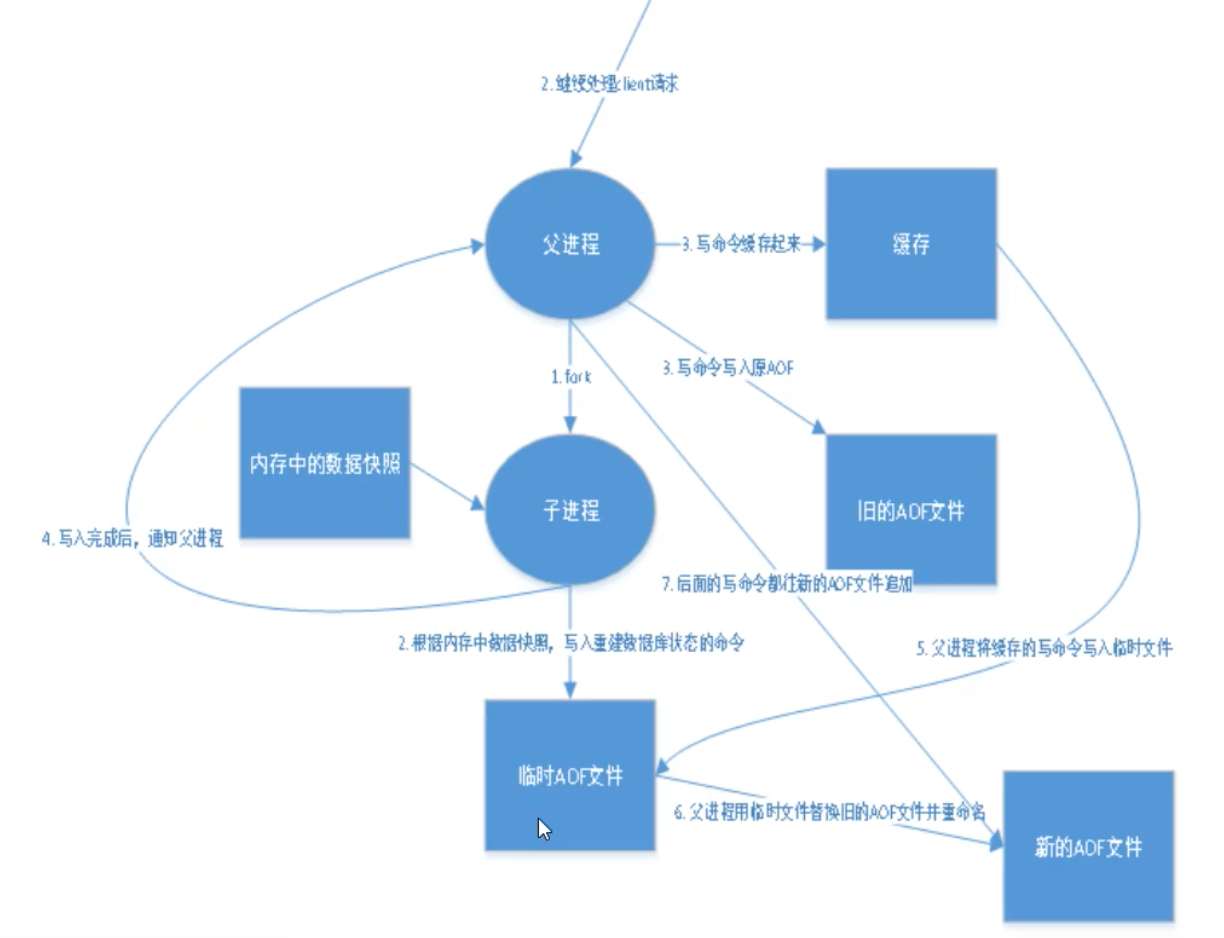 2. 继续处理client请求
父进程
3. 写命令缓存起来
缓存
3. 写命令写入原AOF
1. fork
内存中的数据快照
子进程
旧的AOF文件
4. 写入完成后，通知父进程
7. 后面的写命令都往新的AOF文件追加
2. 根据内存中数据快照，写入重建数据库状态的命令
5. 父进程将缓存的写命令写入临时文件
临时AOF文件
6. 父进程用临时文件替换旧的AOF文件并重命名
新的AOF文件